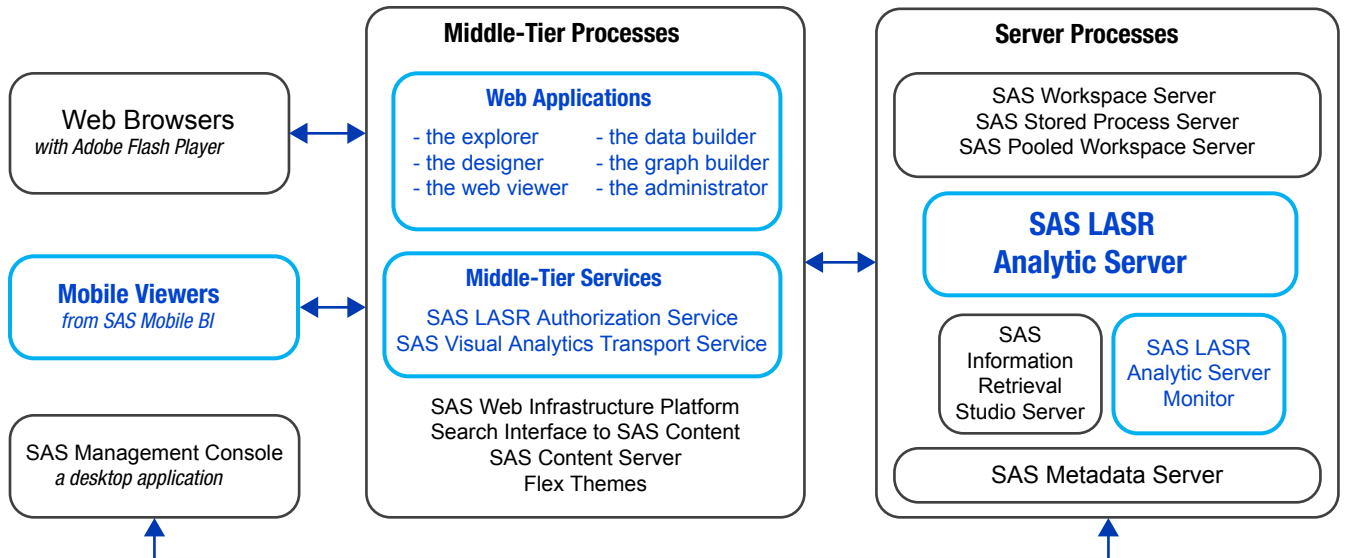 Web Browsers
with Adobe Flash Player
Mobile Viewers
from SAS Mobile BI
SAS Management Console
a desktop application
Middle-Tier Processes
Web Applications
- the explorer
- the designer
- the web viewer
- the data builder
- the graph builder
- the administrator
Middle-Tier Services
SAS LASR Authorization Service
SAS Visual Analytics Transport Service
SAS Web Infrastructure Platform
Search Interface to SAS Content
SAS Content Server
Flex Themes
Server Processes
SAS Workspace Server
SAS Stored Process Server
SAS Pooled Workspace Server
SAS LASR
Analytic Server
SAS
Information
Retrieval
Studio Server
SAS LASR
Analytic Server
Monitor
SAS Metadata Server